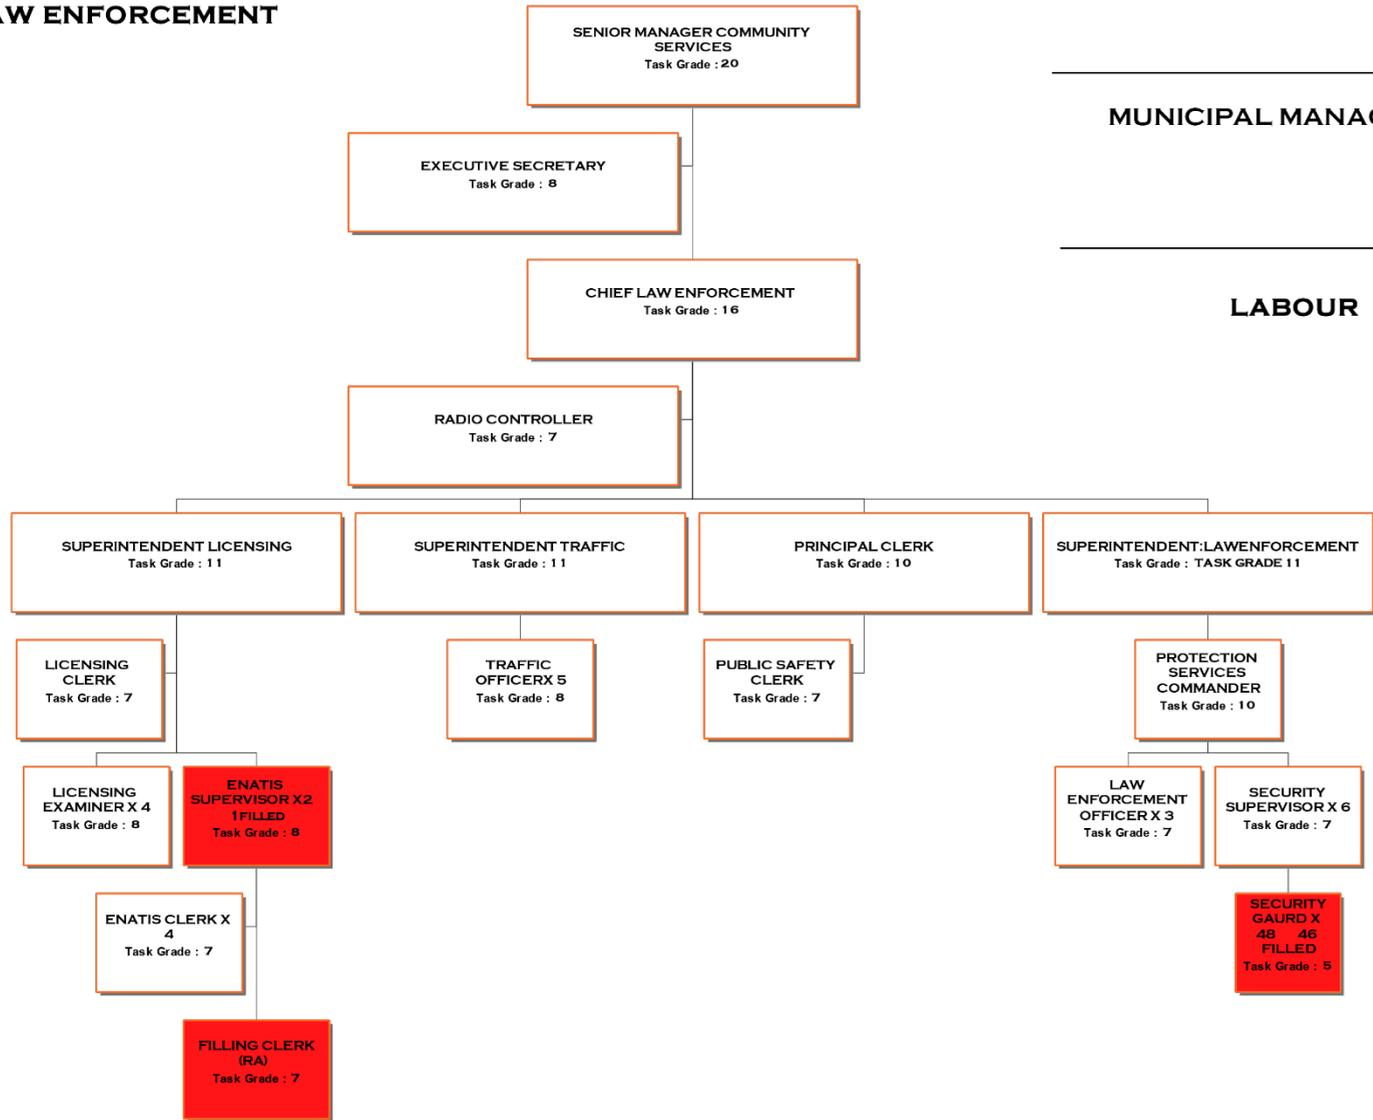 AW ENFORCEMENT
SENIOR MANAGER COMMUNITY
SERVICES
Task Grade : 20
MUNICIPAL MANAG
EXECUTIVE SECRETARY
Task Grade : 8
CHIEF LAW ENFORCEMENT
Task Grade : 16
LABOUR
RADIO CONTROLLER
Task Grade : 7
SUPERINTENDENT LICENSING
Task Grade : 11
SUPERINTENDENT TRAFFIC
Task Grade : 11
PRINCIPAL CLERK
Task Grade : 10
SUPERINTENDENT:LAWENFORCEMENT
Task Grade : TASK GRADE 11
LICENSING
CLERK
Task Grade : 7
TRAFFIC
OFFICERX 5
Task Grade : 8
PUBLIC SAFETY
CLERK
Task Grade : 7
PROTECTION
SERVICES
COMMANDER
Task Grade : 10
LICENSING
EXAMINER X 4
Task Grade : 8
ENATIS
SUPERVISOR X2
1FILLED
Task Grade : 8
LAW
ENFORCEMENT
OFFICER X 3
Task Grade : 7
SECURITY
SUPERVISOR X 6
Task Grade : 7
ENATIS CLERK X
4
Task Grade : 7
SECURITY
GAURD X
48 46
FILLED
Task Grade : 5
FILLING CLERK
(RA)
Task Grade : 7